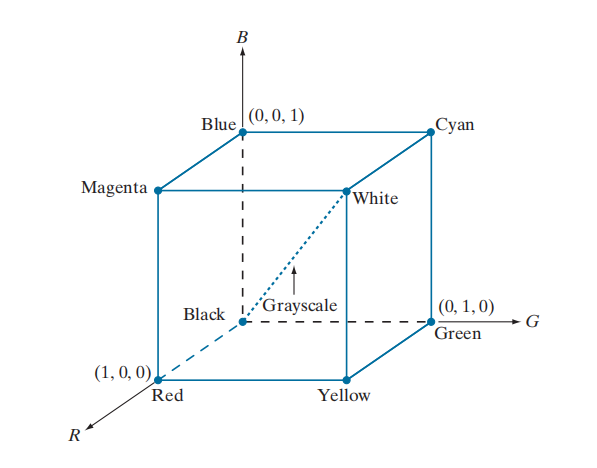 B
Blue
(0, 0, 1)
Cyan
Magenta
White
Grayscale
Black
(0, 1, 0)
G
Green
(1, 0, 0)
Red
Yellow
R